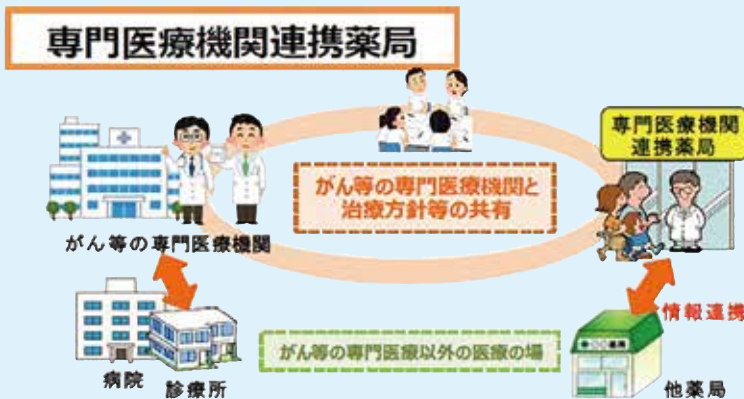 専門医療機関連携薬局
専門医療機関
連携薬局
がん等の専門医療機関と
治療方針等の共有
がん等の専門医療機関
情報連携
がん等の専門医療以外の医療の場
病院
診療所
他薬局